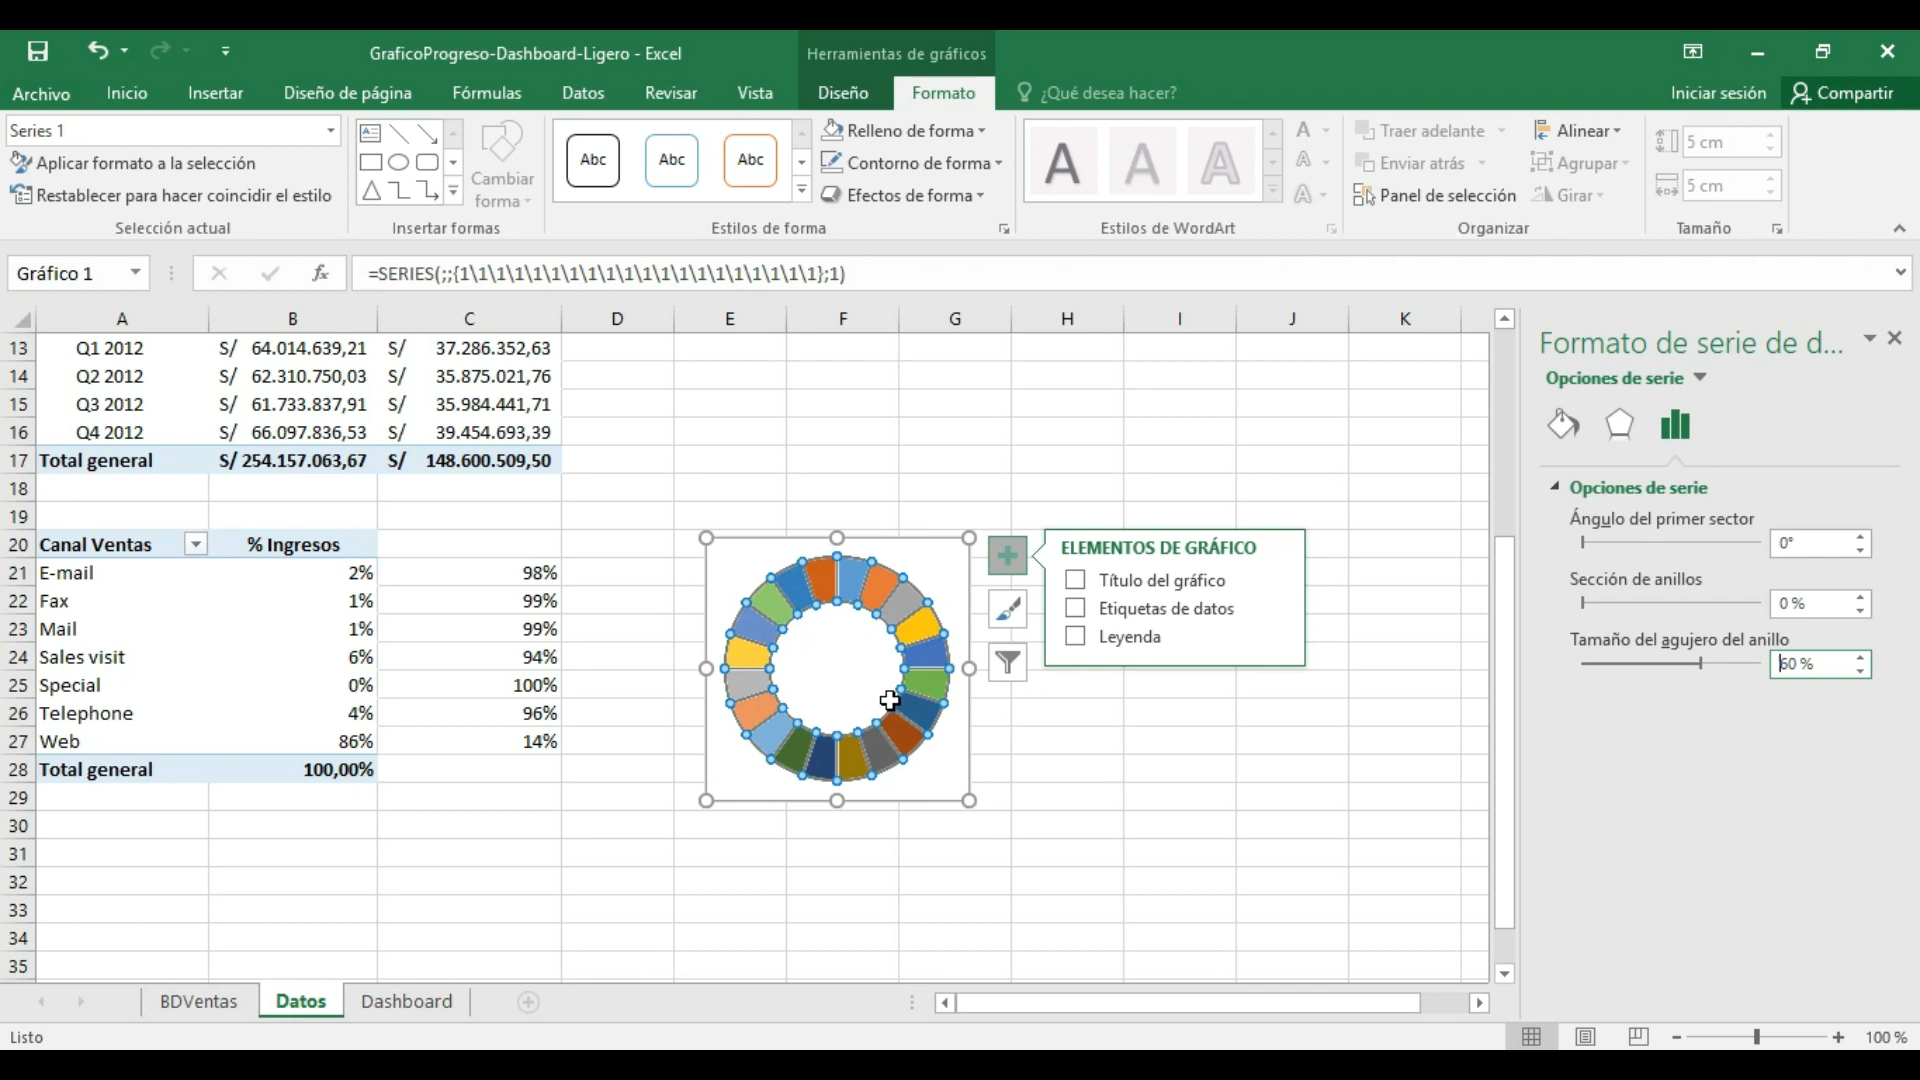 GraficoProgreso-Dashboard-Ligero - Excel
Herramientas de gráficos
Archivo Inicio Insertar Diseño de página Fórmulas Datos Revisar Vista Diseño Formato ¿Qué desea hacer? Iniciar sesión Compartir
Series 1
Aplicar formato a la selección
Restablecer para hacer coincidir el estilo
Selección actual
Cambiar
forma
Insertar formas
Abc Abc Abc
Relleno de forma
Contorno de forma
Efectos de forma
Estilos de forma
A A A
A
A
A
Estilos de WordArt
Traer adelante
Enviar atrás
Panel de selección
Alinear
Agrupar
Girar
Organizar
5 cm
5 cm
Tamaño
Gráfico 1
fx
=SERIES(;;{1\1\1\1\1\1\1\1\1\1\1\1\1\1\1\1\1\1\1\1};1)
A B C D E F G H I J K
13 Q1 2012 S/ 64.014.639,21 S/ 37.286.352,63
14 Q2 2012 S/ 62.310.750,03 S/ 35.875.021,76
15 Q3 2012 S/ 61.733.837,91 S/ 35.984.441,71
16 Q4 2012 S/ 66.097.836,53 S/ 39.454.693,39
17 Total general S/ 254.157.063,67 S/ 148.600.509,50
18
19
20 Canal Ventas % Ingresos
21 E-mail 2% 98%
22 Fax 1% 99%
23 Mail 1% 99%
24 Sales visit 6% 94%
25 Special 0% 100%
26 Telephone 4% 96%
27 Web 86% 14%
28 Total general 100,00%
29
30
31
32
33
34
35
ELEMENTOS DE GRÁFICO
Título del gráfico
Etiquetas de datos
Leyenda
Formato de serie de d...
Opciones de serie
Opciones de serie
Ángulo del primer sector
0°
Sección de anillos
0 %
Tamaño del agujero del anillo
60 %
BDVentas Datos Dashboard
Listo
100 %